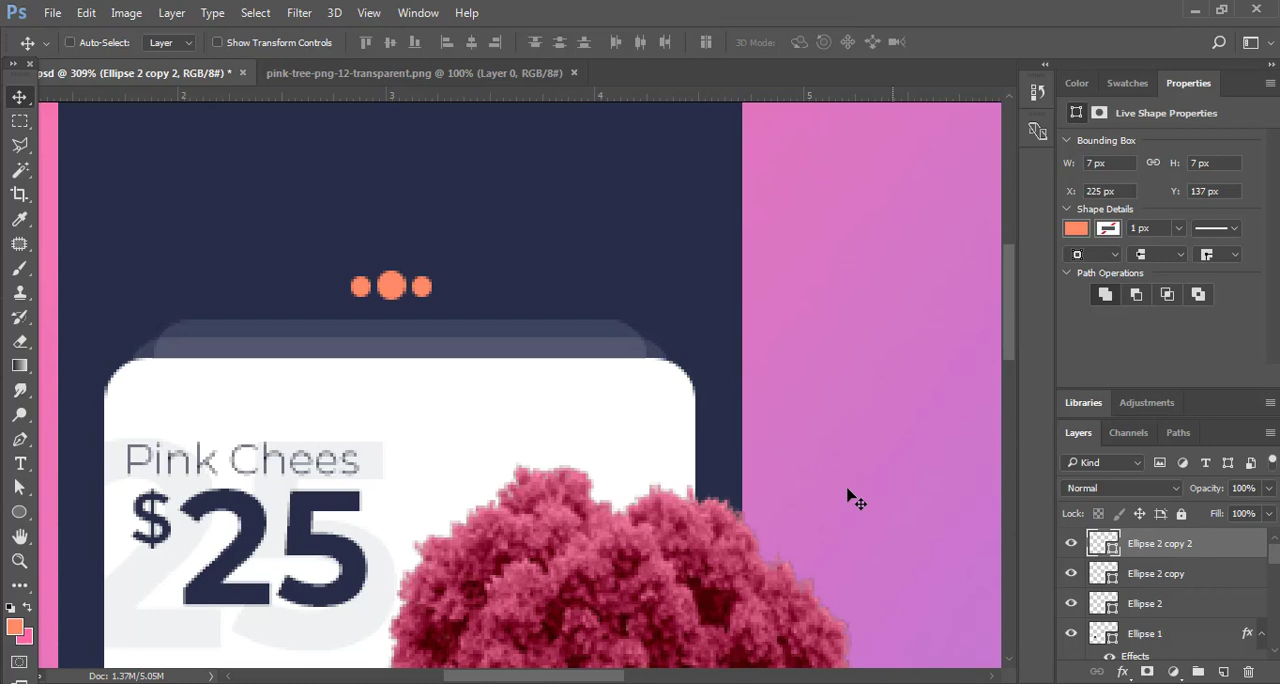 Ps File Edit Image Layer Type Select Filter 3D View Window Help
Auto-Select: Layer Show Transform Controls 3D Mode:
psd @ 309% (Ellipse 2 copy 2, RGB/8#) * × pink-tree-png-12-transparent.png @ 100% (Layer 0, RGB/8#) ×
2 3 4 5
Color Swatches Properties
Live Shape Properties
Bounding Box
W: 7 px H: 7 px
X: 225 px Y: 137 px
Shape Details
1 px
Path Operations
Pink Chees
$25
25
Libraries Adjustments
Layers Channels Paths
Kind
Normal Opacity: 100%
Lock: Fill: 100%
Ellipse 2 copy 2
Ellipse 2 copy
Ellipse 2
Ellipse 1 fx
Effects
fx
Doc: 1.37M/5.05M